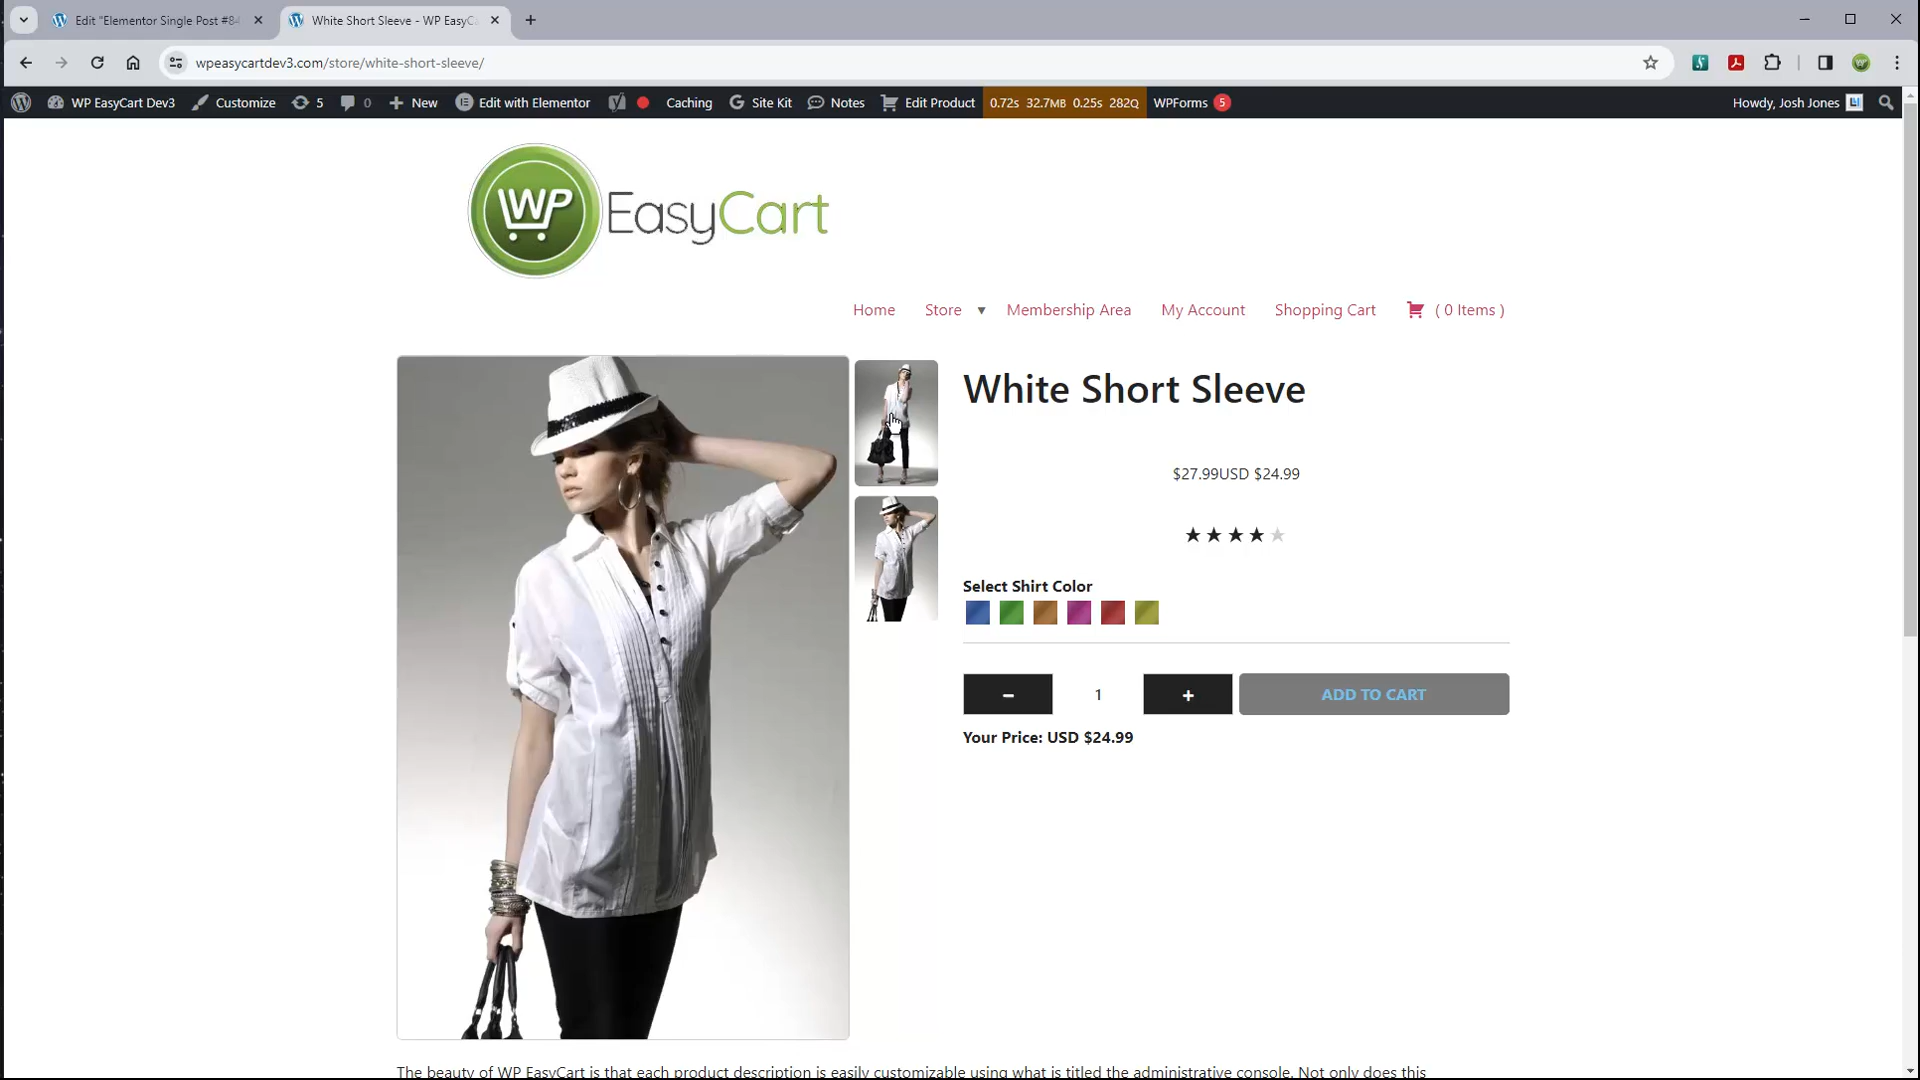 Edit "Elementor Single Post #84
White Short Sleeve - WP EasyCa
wpeasycartdev3.com/store/white-short-sleeve/
WP EasyCart Dev3 Customize 5 0 New Edit with Elementor Caching Site Kit Notes Edit Product 0.72s 32.7MB 0.25s 282Q WPForms 5 Howdy, Josh Jones
WP EasyCart
Home Store ▾ Membership Area My Account Shopping Cart ( 0 Items )
White Short Sleeve
$27.99USD $24.99
Select Shirt Color
− 1 + ADD TO CART
Your Price: USD $24.99
The beauty of WP EasyCart is that each product description is easily customizable using what is titled the administrative console. Not only does this